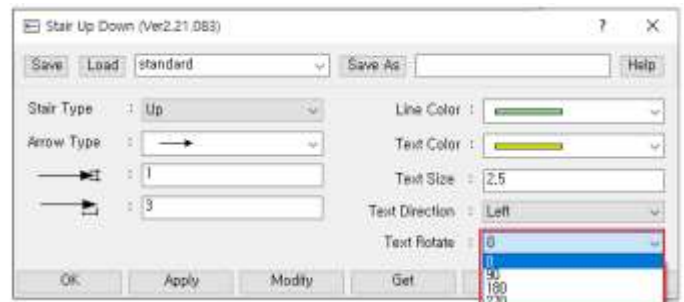 Stair Up Down (Ver2.21.083)
? ×
Save Load standard Save As Help
Stair Type : Up
Line Color :
Arrow Type :
Text Color :
: 1
Text Size : 2.5
: 3
Text Direction : Left
Text Rotate : 0
0
90
180
270
OK Apply Modify Get